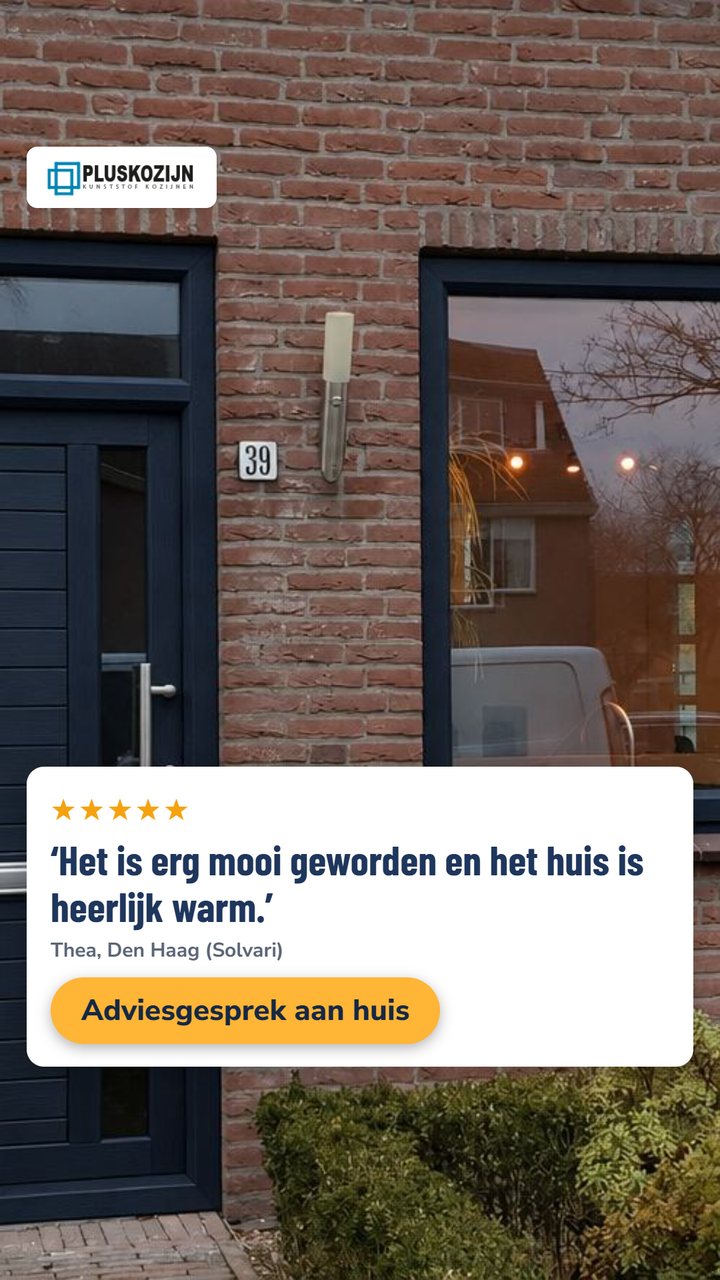 PLUSKOZIJN
KUNSTSTOF KOZIJNEN
39
★★★★★
‘Het is erg mooi geworden en het huis is
heerlijk warm.’
Thea, Den Haag (Solvari)
Adviesgesprek aan huis